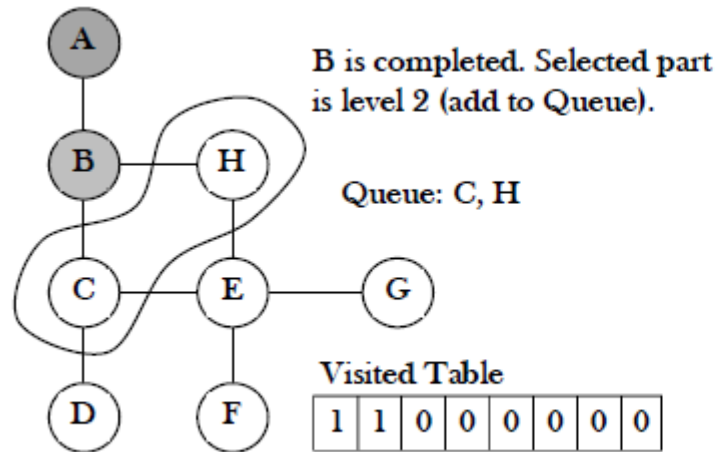 A
B is completed. Selected part
is level 2 (add to Queue).
B H
Queue: C, H
C E G
Visited Table
D F
1 1 0 0 0 0 0 0